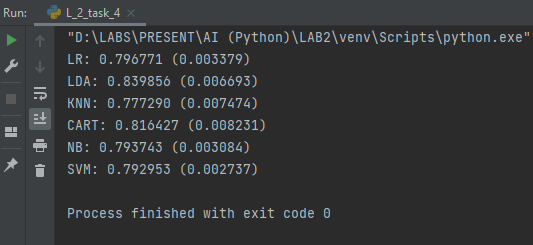 Run: L_2_task_4
"D:\LABS\PRESENT\AI (Python)\LAB2\venv\Scripts\python.exe"
LR: 0.796771 (0.003379)
LDA: 0.839856 (0.006693)
KNN: 0.777290 (0.007474)
CART: 0.816427 (0.008231)
NB: 0.793743 (0.003084)
SVM: 0.792953 (0.002737)
Process finished with exit code 0